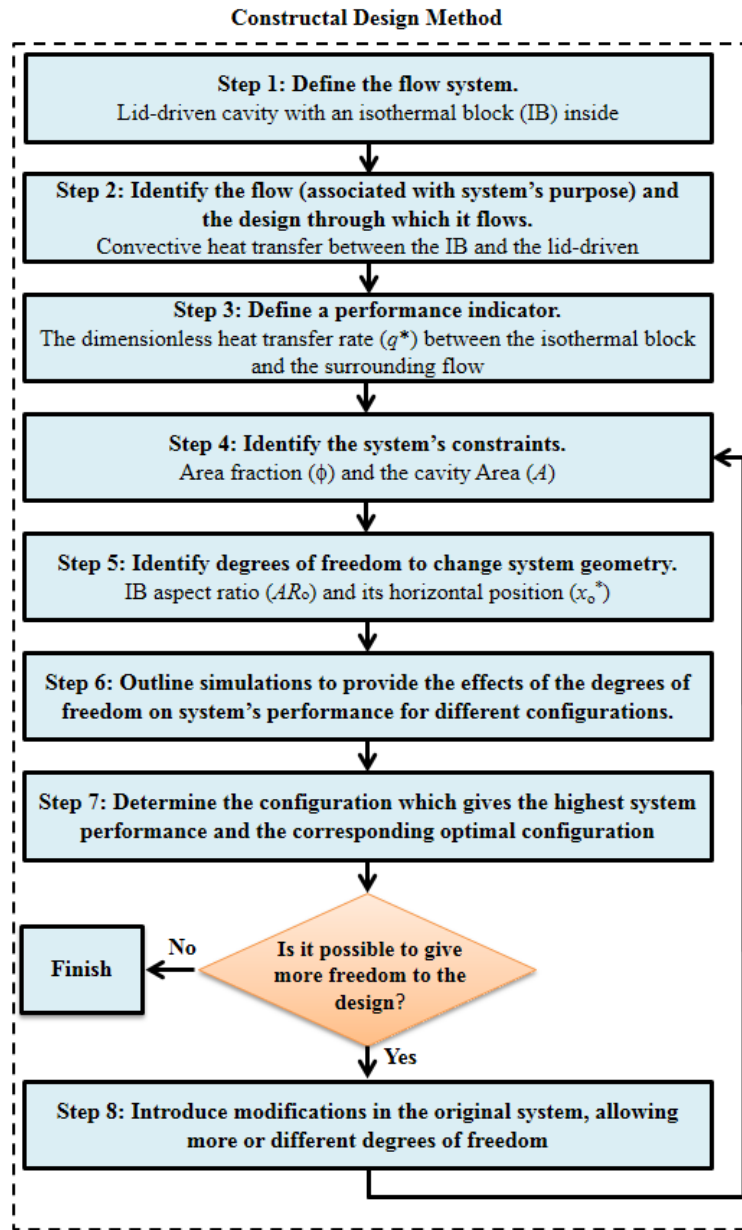 Constructal Design Method
Step 1: Define the flow system.
Lid-driven cavity with an isothermal block (IB) inside
Step 2: Identify the flow (associated with system's purpose) and
the design through which it flows.
Convective heat transfer between the IB and the lid-driven
Step 3: Define a performance indicator.
The dimensionless heat transfer rate (q*) between the isothermal block
and the surrounding flow
Step 4: Identify the system's constraints.
Area fraction (ϕ) and the cavity Area (A)
Step 5: Identify degrees of freedom to change system geometry.
IB aspect ratio (ARₒ) and its horizontal position (xₒ*)
Step 6: Outline simulations to provide the effects of the degrees of
freedom on system's performance for different configurations.
Step 7: Determine the configuration which gives the highest system
performance and the corresponding optimal configuration
Is it possible to give
more freedom to the
design?
No
Finish
Yes
Step 8: Introduce modifications in the original system, allowing
more or different degrees of freedom